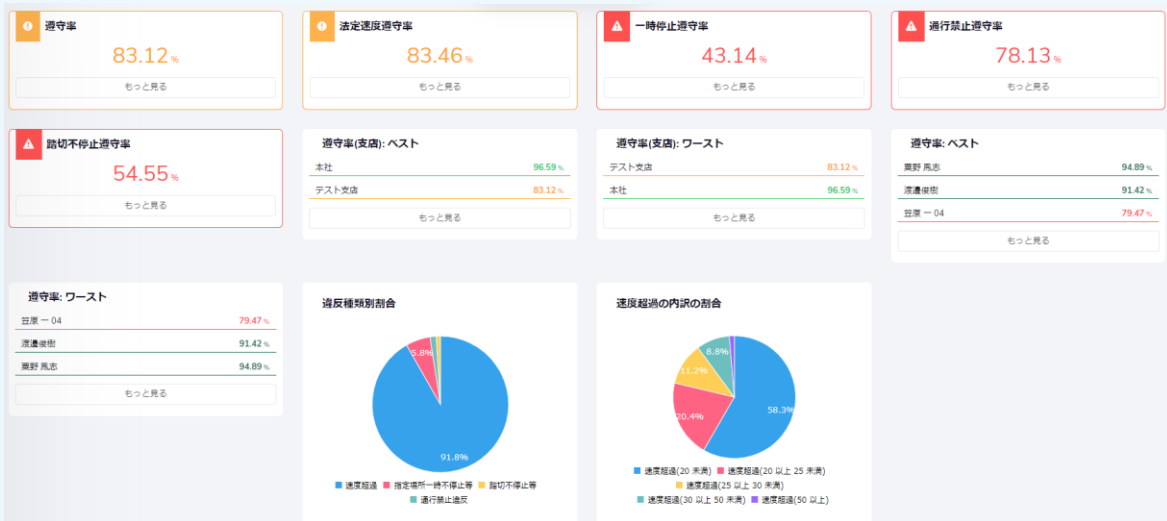 遵守率
83.12 %
もっと見る
法定速度遵守率
83.46 %
もっと見る
一時停止遵守率
43.14 %
もっと見る
通行禁止遵守率
78.13 %
もっと見る
踏切不停止遵守率
54.55 %
もっと見る
遵守率(支店): ベスト
本社 96.59 %
テスト支店 83.12 %
もっと見る
遵守率(支店): ワースト
テスト支店 83.12 %
本社 96.59 %
もっと見る
遵守率: ベスト
粟野 馬志 94.89 %
渡邊俊樹 91.42 %
笠原 一 04 79.47 %
もっと見る
遵守率: ワースト
笠原 一 04 79.47 %
渡邊俊樹 91.42 %
粟野 馬志 94.89 %
もっと見る
違反種類別割合
5.8%
91.8%
速度超過 指定場所一時不停止等 踏切不停止等
通行禁止違反
速度超過の内訳の割合
8.8%
11.2%
20.4%
58.3%
速度超過(20 未満) 速度超過(20 以上 25 未満)
速度超過(25 以上 30 未満)
速度超過(30 以上 50 未満) 速度超過(50 以上)